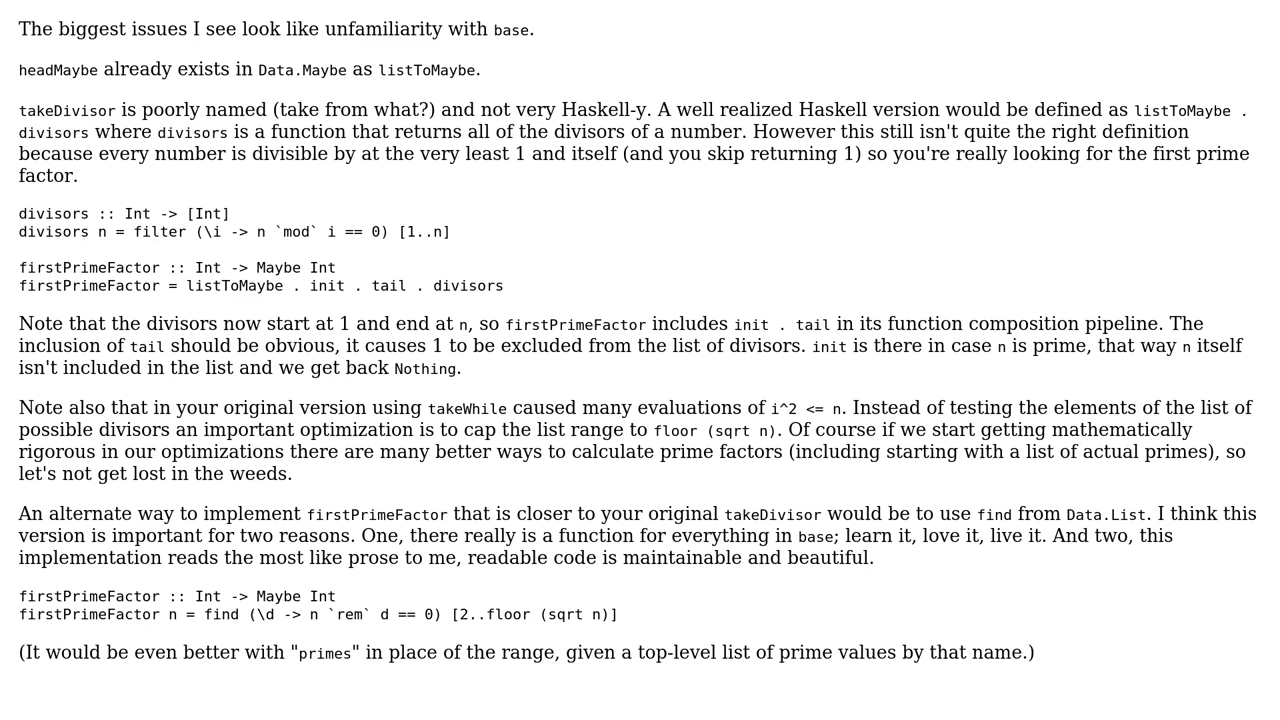 The biggest issues I see look like unfamiliarity with base.
headMaybe already exists in Data.Maybe as listToMaybe.
takeDivisor is poorly named (take from what?) and not very Haskell-y. A well realized Haskell version would be defined as listToMaybe .
divisors where divisors is a function that returns all of the divisors of a number. However this still isn't quite the right definition
because every number is divisible by at the very least 1 and itself (and you skip returning 1) so you're really looking for the first prime
factor.
divisors :: Int -> [Int]
divisors n = filter (\i -> n `mod` i == 0) [1..n]
firstPrimeFactor :: Int -> Maybe Int
firstPrimeFactor = listToMaybe . init . tail . divisors
Note that the divisors now start at 1 and end at n, so firstPrimeFactor includes init . tail in its function composition pipeline. The
inclusion of tail should be obvious, it causes 1 to be excluded from the list of divisors. init is there in case n is prime, that way n itself
isn't included in the list and we get back Nothing.
Note also that in your original version using takeWhile caused many evaluations of i^2 <= n. Instead of testing the elements of the list of
possible divisors an important optimization is to cap the list range to floor (sqrt n). Of course if we start getting mathematically
rigorous in our optimizations there are many better ways to calculate prime factors (including starting with a list of actual primes), so
let's not get lost in the weeds.
An alternate way to implement firstPrimeFactor that is closer to your original takeDivisor would be to use find from Data.List. I think this
version is important for two reasons. One, there really is a function for everything in base; learn it, love it, live it. And two, this
implementation reads the most like prose to me, readable code is maintainable and beautiful.
firstPrimeFactor :: Int -> Maybe Int
firstPrimeFactor n = find (\d -> n `rem` d == 0) [2..floor (sqrt n)]
(It would be even better with "primes" in place of the range, given a top-level list of prime values by that name.)